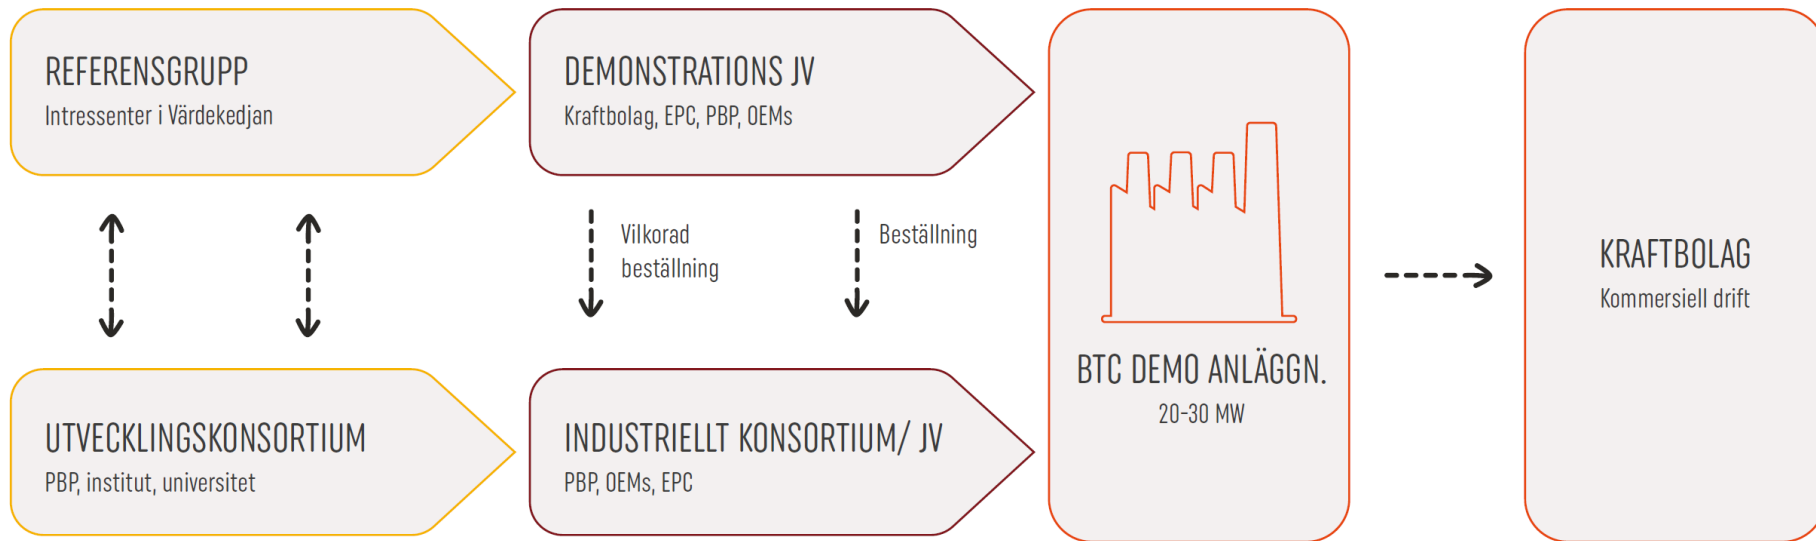 REFERENSGRUPP
Intressenter i Värdekedjan
DEMONSTRATIONS JV
Kraftbolag, EPC, PBP, OEMs
Vilkorad
beställning
Beställning
UTVECKLINGSKONSORTIUM
PBP, institut, universitet
INDUSTRIELLT KONSORTIUM/ JV
PBP, OEMs, EPC
BTC DEMO ANLÄGGN.
20-30 MW
KRAFTBOLAG
Kommersiell drift